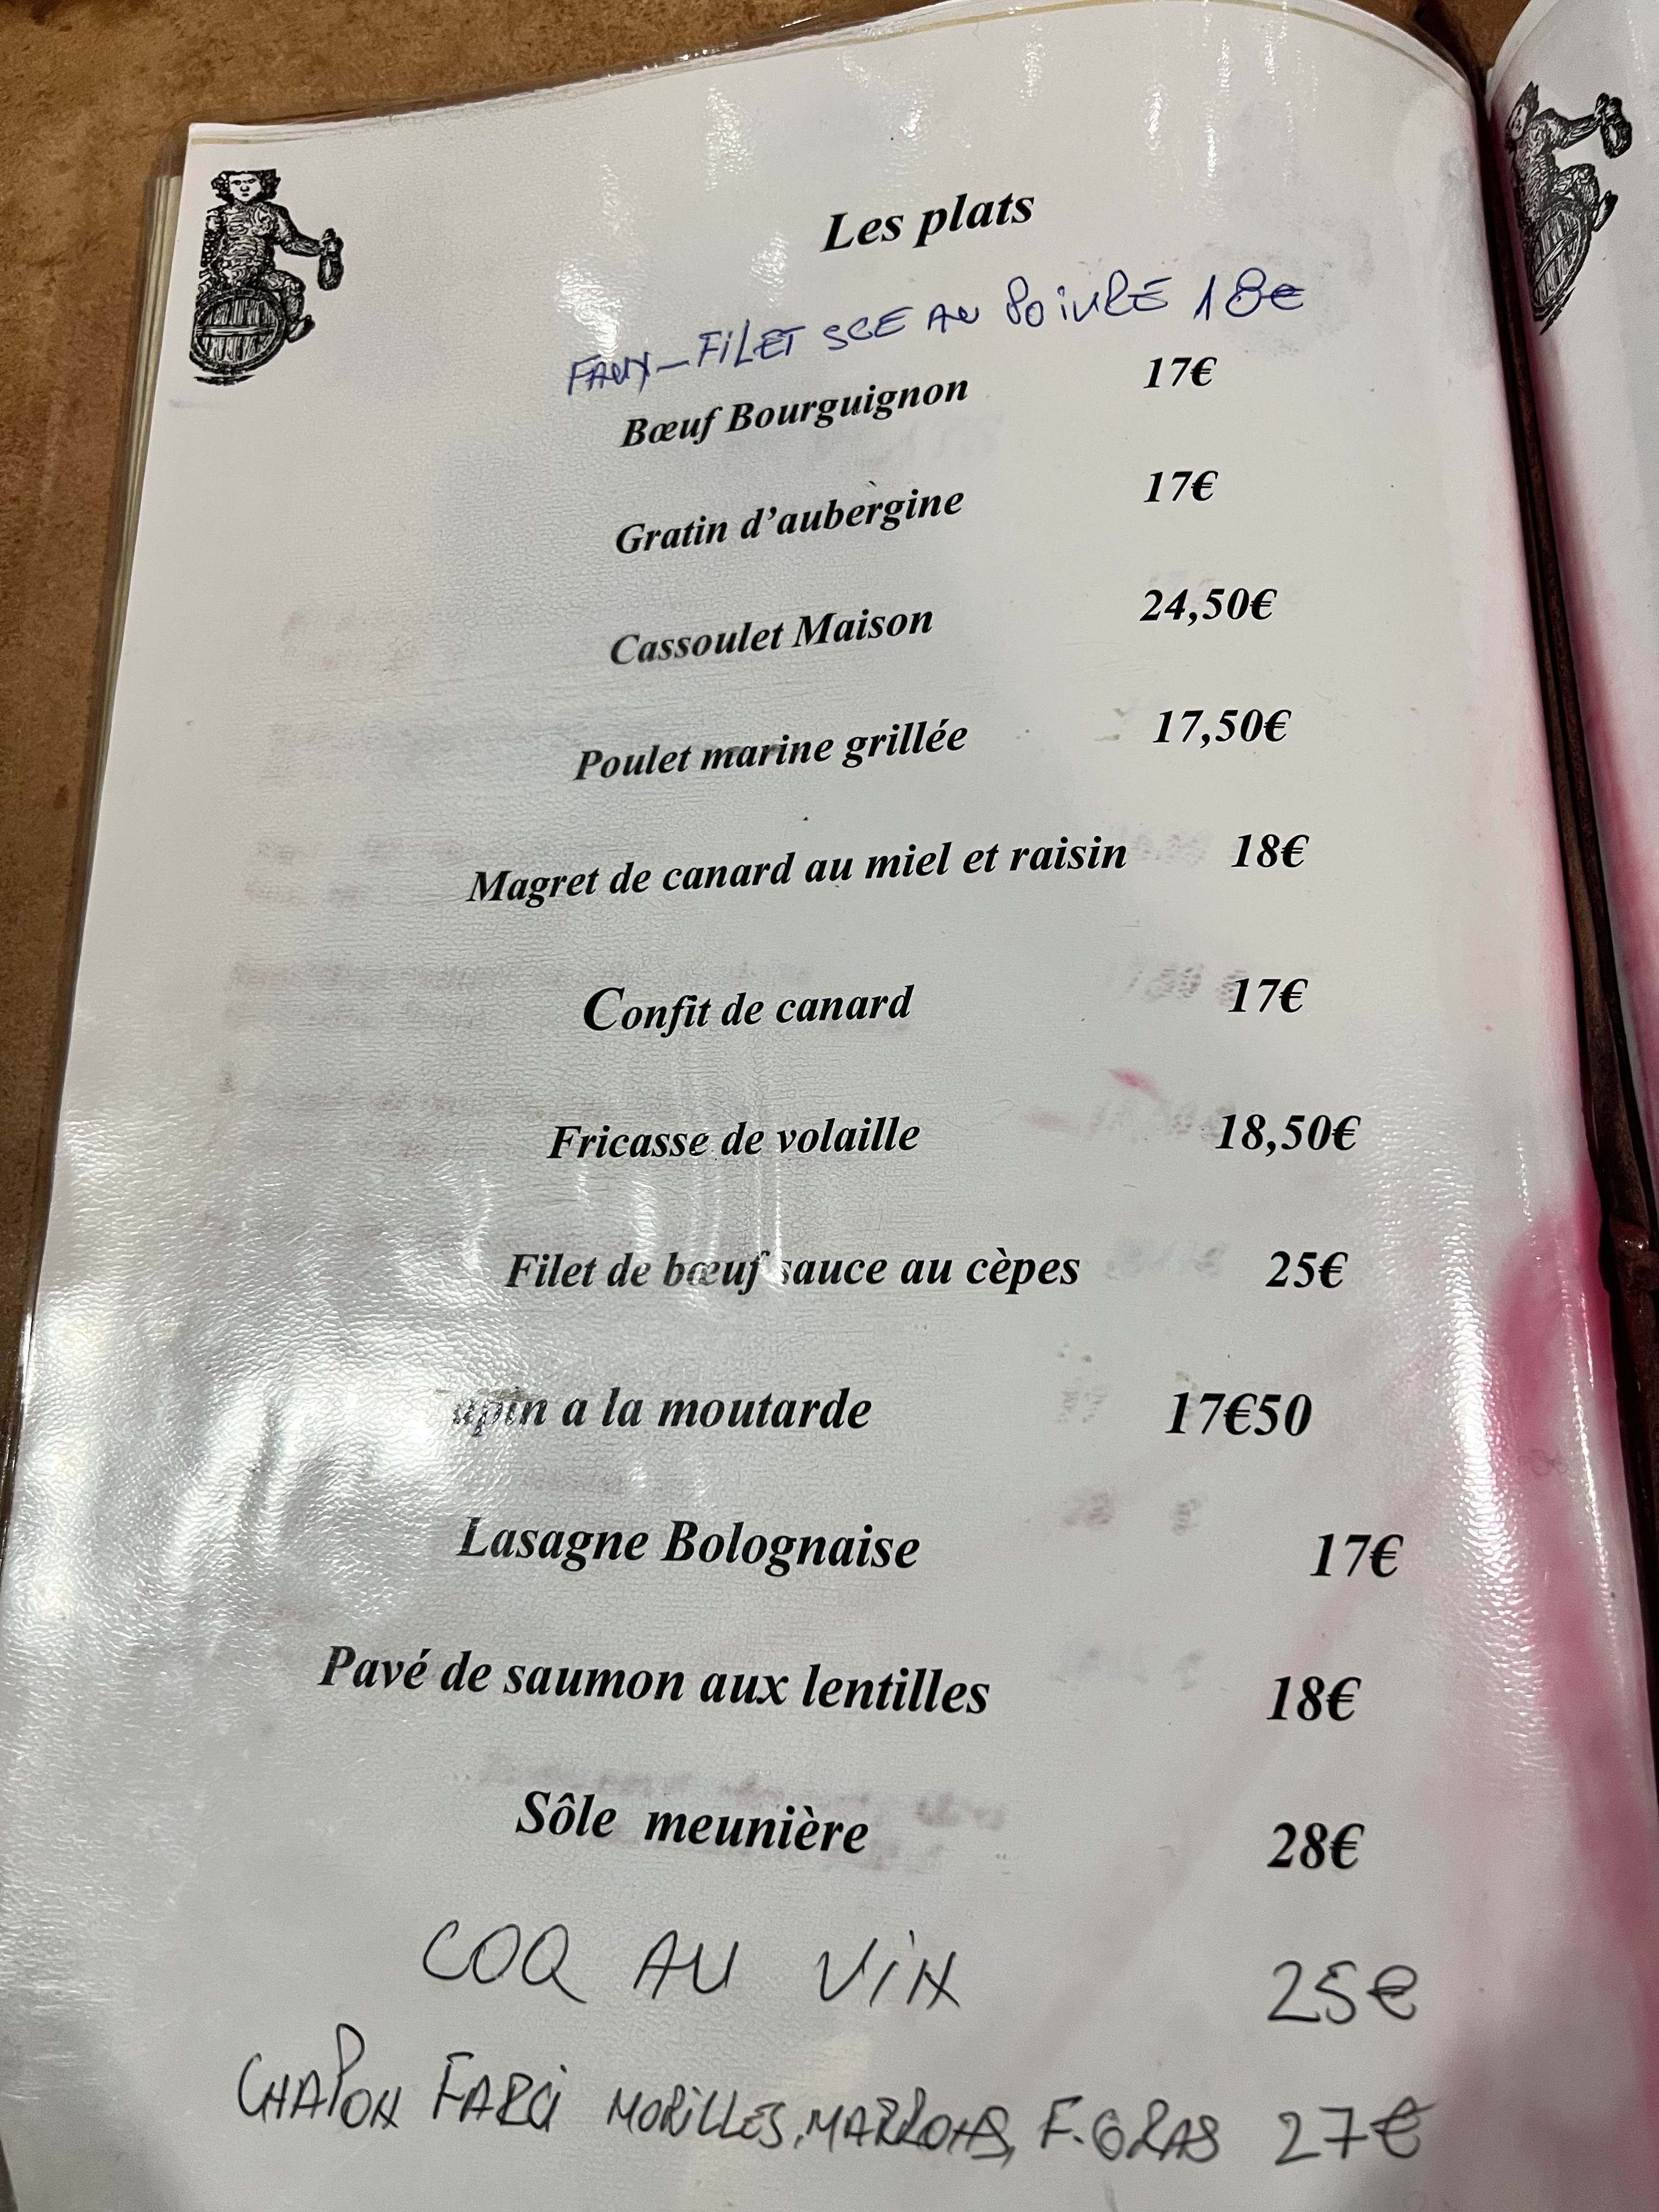 Les plats
FAUX-FILET SCE AU POIVRE 18€
Bœuf Bourguignon 17€
Gratin d'aubergine 17€
Cassoulet Maison 24,50€
Poulet marine grillée 17,50€
Magret de canard au miel et raisin 18€
Confit de canard 17€
Fricasse de volaille 18,50€
Filet de bœuf sauce au cèpes 25€
a la moutarde 17€50
Lasagne Bolognaise 17€
Pavé de saumon aux lentilles 18€
Sôle meunière 28€
COQ AU VIN 25€
CHAPON FARCI MORILLES, MARRONS, F. GRAS 27€